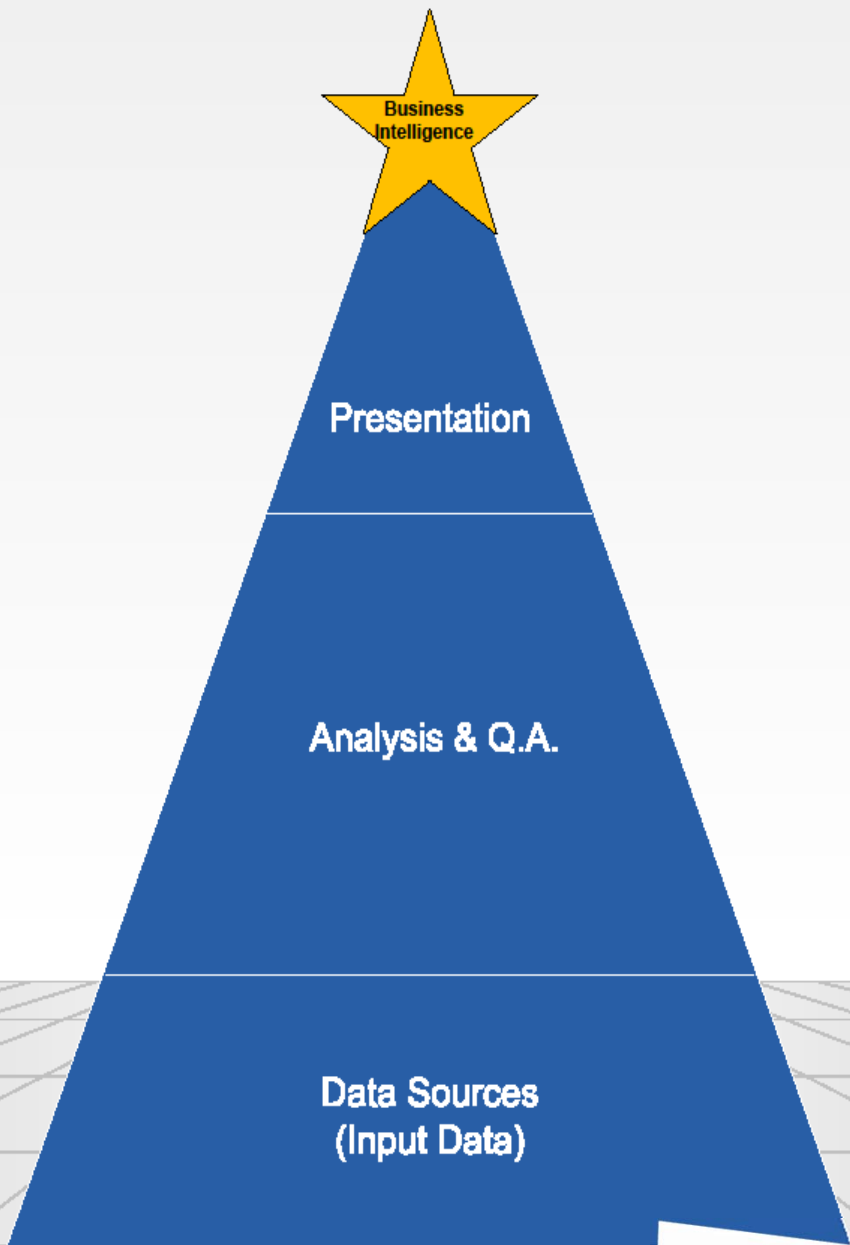 Business
Intelligence
Presentation
Analysis & Q.A.
Data Sources
(Input Data)